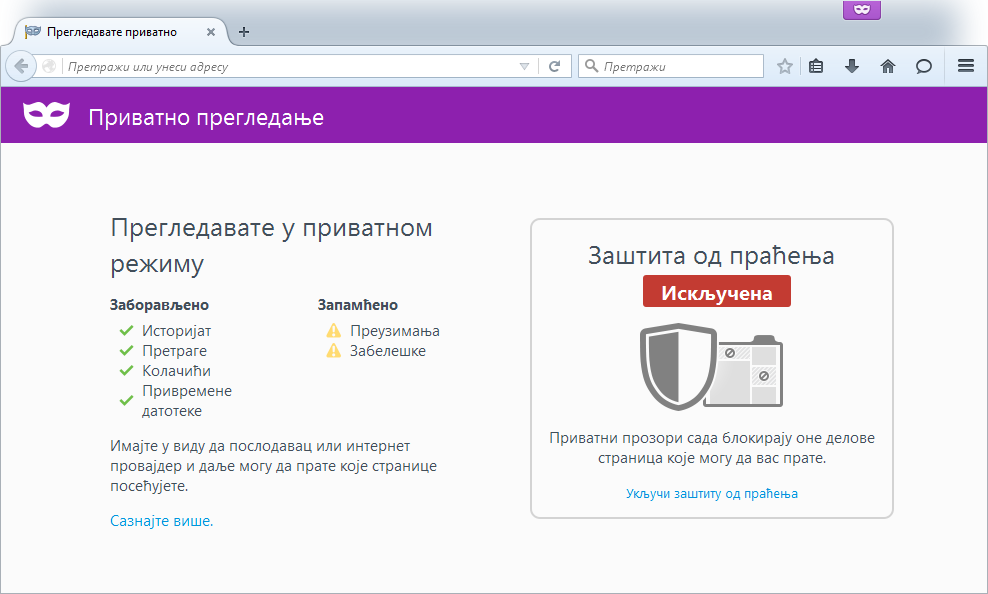 Прегледавате приватно
Претражи или унеси адресу
Претражи
Приватно прегледање
Прегледавате у приватном
режиму
Заборављено
Историјат
Претраге
Колачићи
Привремене
датотеке
Запамћено
Преузимања
Забелешке
Имајте у виду да послодавац или интернет
провајдер и даље могу да прате које странице
посећујете.
Сазнајте више.
Заштита од праћења
Искључена
Приватни прозори сада блокирају оне делове
страница које могу да вас прате.
Укључи заштиту од праћења